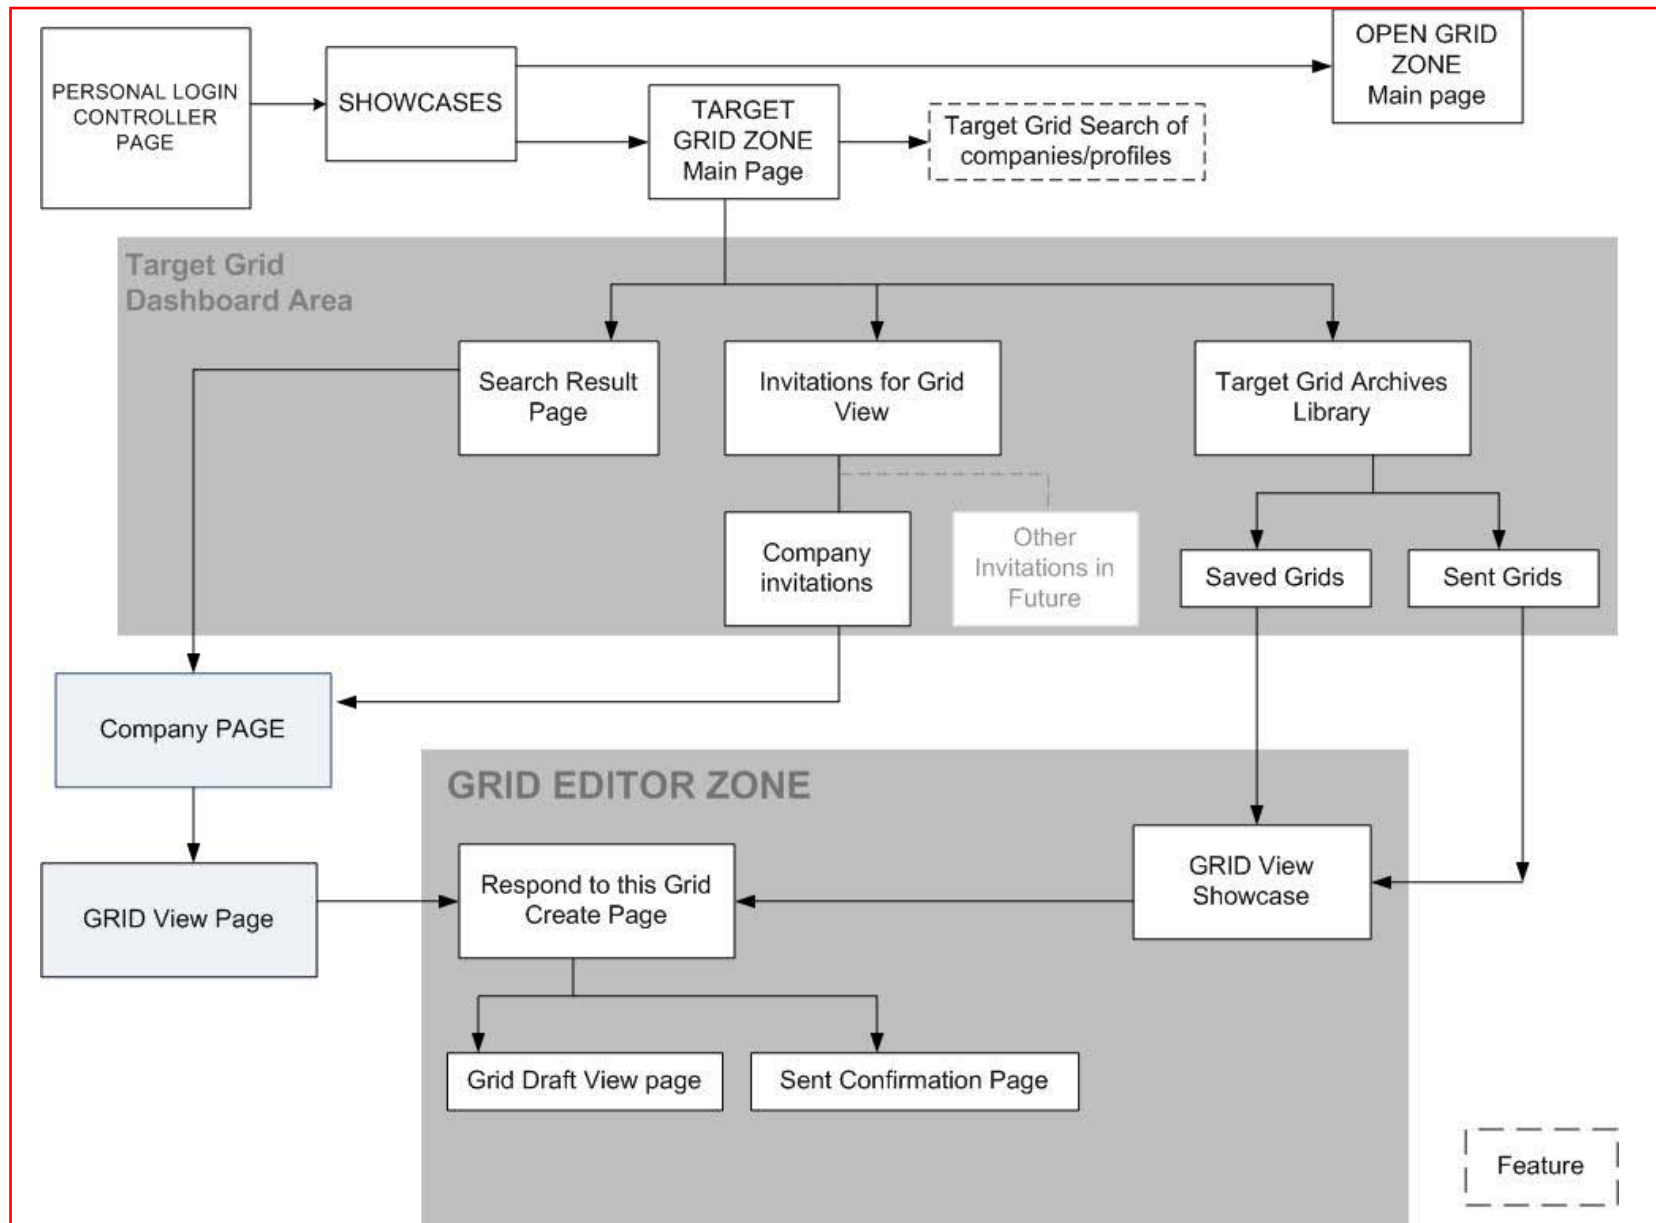 PERSONAL LOGIN
CONTROLLER
PAGE
SHOWCASES
OPEN GRID
ZONE
Main page
TARGET
GRID ZONE
Main Page
Target Grid Search of
companies/profiles
Target Grid
Dashboard Area
Search Result
Page
Invitations for Grid
View
Target Grid Archives
Library
Company
invitations
Other
Invitations in
Future
Saved Grids
Sent Grids
Company PAGE
GRID EDITOR ZONE
GRID View Page
Respond to this Grid
Create Page
GRID View
Showcase
Grid Draft View page
Sent Confirmation Page
Feature